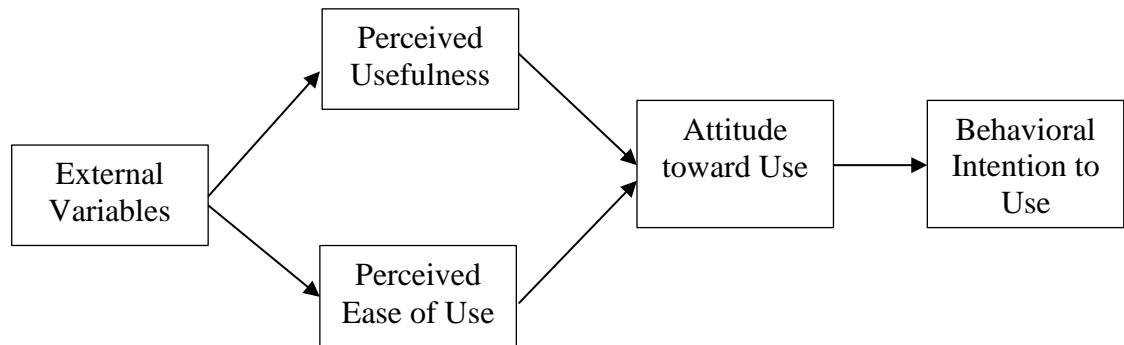 External
Variables
Perceived
Usefulness
Perceived
Ease of Use
Attitude
toward Use
Behavioral
Intention to
Use